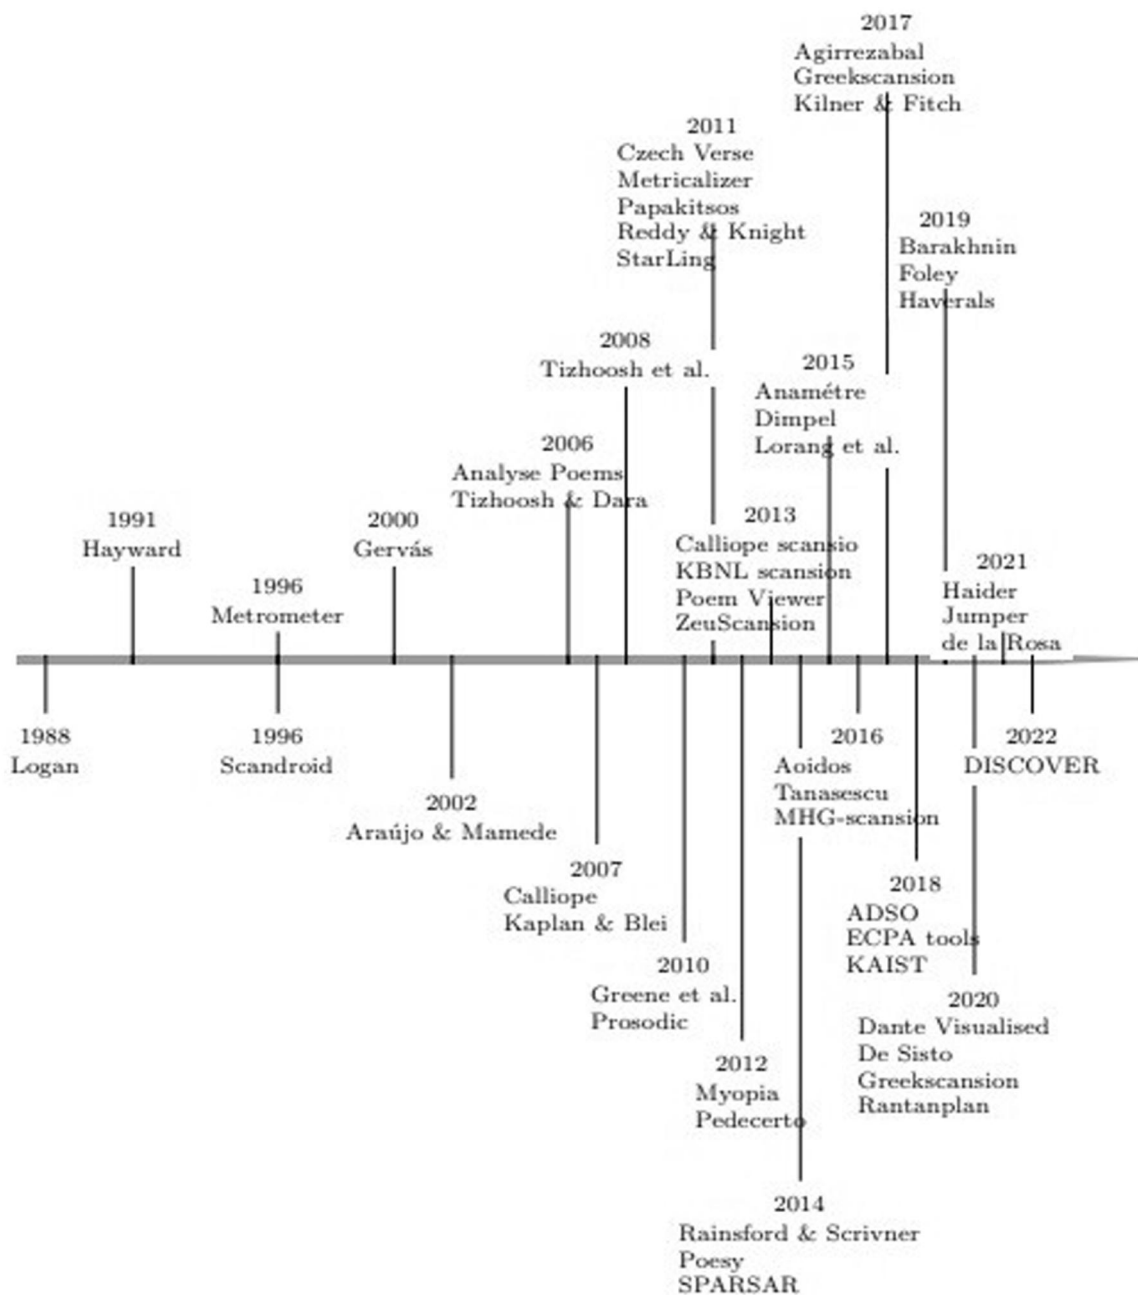 2017
Agirrezabal
Greekscansion
Kilner & Fitch
2011
Czech Verse
Metricalizer
Papakitsos
Reddy & Knight
StarLing
2019
Barakhnin
Foley
Haverals
2008
Tizhoosh et al.
2015
Anamétre
Dimpel
Lorang et al.
2006
Analyse Poems
Tizhoosh & Dara
1991
Hayward
2000
Gervás
2013
Calliope scansio
KBNL scansion
Poem Viewer
ZeuScansion
2021
Haider
Jumper
de la Rosa
1996
Metrometer
1988
Logan
1996
Scandroid
2016
Aoidos
Tanasescu
MHG-scansion
2022
DISCOVER
2002
Araújo & Mamede
2007
Calliope
Kaplan & Blei
2018
ADSO
ECPA tools
KAIST
2010
Greene et al.
Prosodic
2020
Dante Visualised
De Sisto
Greekscansion
Rantanplan
2012
Myopia
Pedecerto
2014
Rainsford & Scrivner
Poesy
SPARSAR